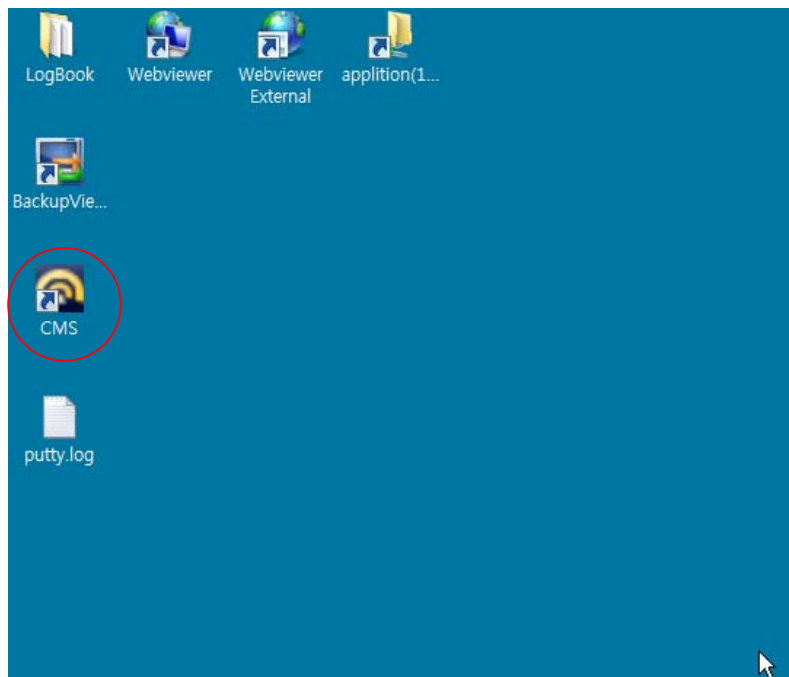 LogBook
Webviewer
Webviewer
External
applition(1...
BackupVie...
CMS
putty.log